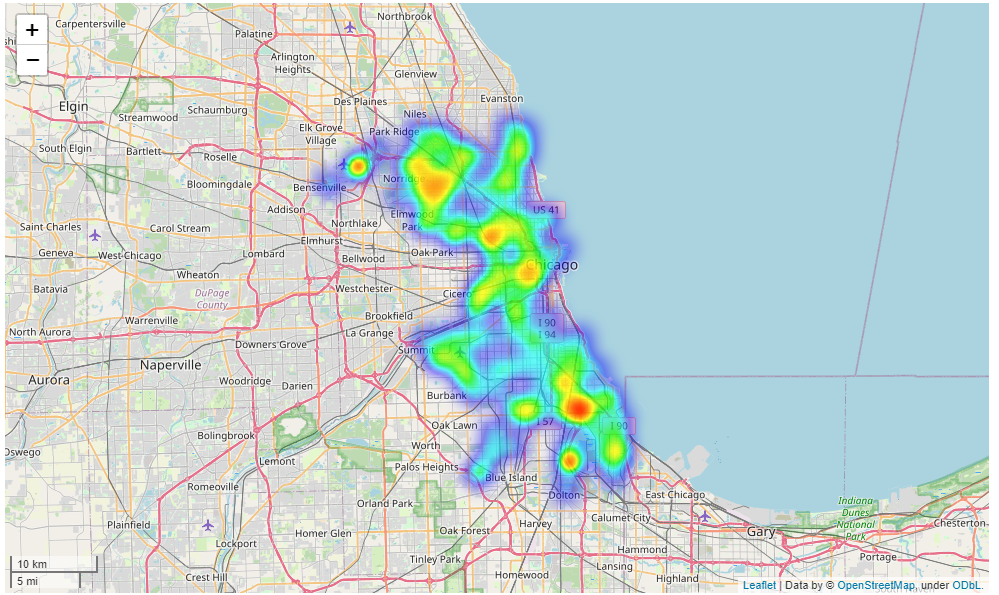 Northbrook
Carpentersville
+
Palatine
−
Arlington
Heights
Glenview
Elgin
Des Plaines
Evanston
Schaumburg
Streamwood
Niles
Elk Grove
Village
Park Ridge
South Elgin
Bartlett
Roselle
Norridge
Bloomingdale
Bensenville
Addison
US 41
Elmwood
Park
Saint Charles
Carol Stream
Northlake
Elmhurst
Geneva
West Chicago
Lombard
Bellwood
Oak Park
Chicago
Wheaton
Batavia
Westchester
Cicero
DuPage
County
Warrenville
Brookfield
I 90
I 94
North Aurora
La Grange
Downers Grove
Summit
Naperville
Aurora
Woodridge
Darien
Burbank
I 57
I 90
Oak Lawn
Bolingbrook
Worth
Oswego
Lemont
Palos Heights
Blue Island
Romeoville
Dolton
East Chicago
Orland Park
Indiana
Dunes
National
Park
Plainfield
Harvey
Calumet City
Chesterton
Homer Glen
Oak Forest
Gary
Lockport
Hammond
Portage
Tinley Park
Lansing
10 km
5 mi
Crest Hill
Homewood
Highland
Leaflet | Data by © OpenStreetMap, under ODbL.